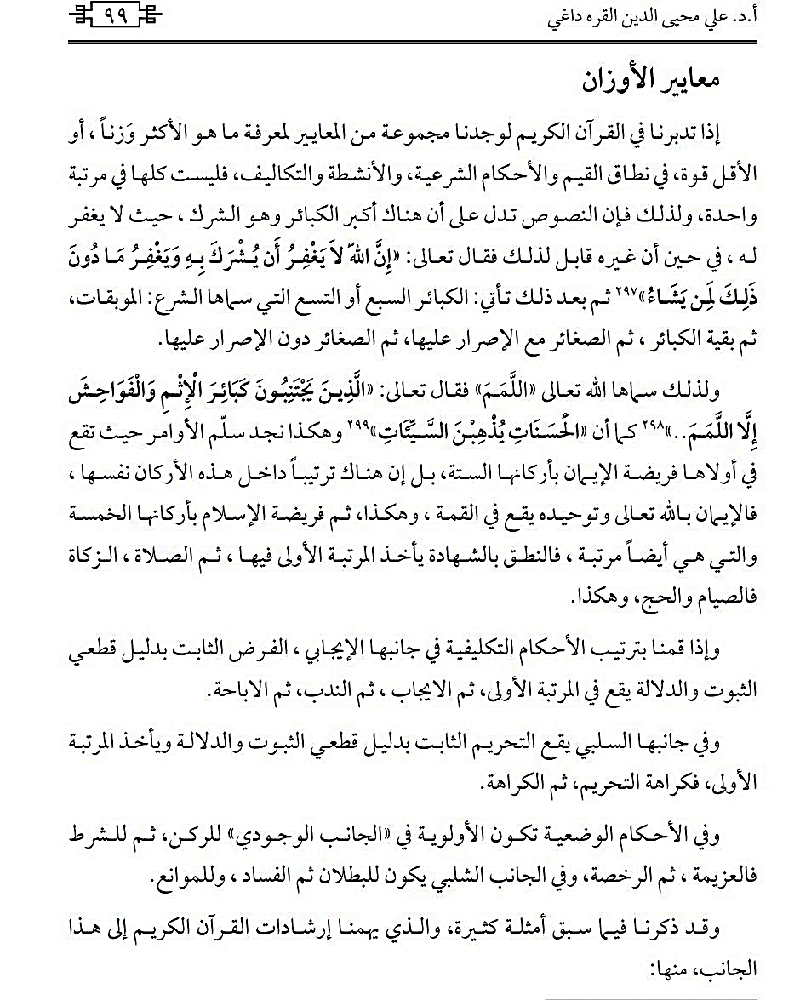 أ.د. علي محيى الدين القره داغي
٩٩
معايير الأوزان
إذا تدبرنا في القرآن الكريم لوجدنا مجموعة من المعايير لمعرفة ما هو الأكثر وَزناً ، أو
الأقل قوة، في نطاق القيم والأحكام الشرعية، والأنشطة والتكاليف، فليست كلها في مرتبة
واحدة، ولذلك فإن النصوص تدل على أن هناك أكبر الكبائر وهو الشرك ، حيث لا يغفر
له ، في حين أن غيره قابل لذلك فقال تعالى: «إِنَّ اللهَ لاَ يَغْفِرُ أَن يُشْرَكَ بِهِ وَيَغْفِرُ مَا دُونَ
ذَلِكَ لِمَن يَشَاءُ»٢٩٧ ثم بعد ذلك تأتي: الكبائر السبع أو التسع التي سماها الشرع: الموبقات،
ثم بقية الكبائر ، ثم الصغائر مع الإصرار عليها، ثم الصغائر دون الإصرار عليها.
ولذلك سماها الله تعالى «اللَّمَمَ» فقال تعالى: «الَّذِينَ يَجْتَنِبُونَ كَبَائِرَ الْإِثْمِ وَالْفَوَاحِشَ
إِلَّا اللَّمَمَ..»٢٩٨ كما أن «الْحَسَنَاتِ يُذْهِبْنَ السَّيِّئَاتِ»٢٩٩ وهكذا نجد سلّم الأوامر حيث تقع
في أولاها فريضة الإيمان بأركانها الستة، بل إن هناك ترتيباً داخل هذه الأركان نفسها ،
فالإيمان بالله تعالى وتوحيده يقع في القمة ، وهكذا، ثم فريضة الإسلام بأركانها الخمسة
والتي هي أيضاً مرتبة ، فالنطق بالشهادة يأخذ المرتبة الأولى فيها ، ثم الصلاة ، الزكاة
فالصيام والحج، وهكذا.
وإذا قمنا بترتيب الأحكام التكليفية في جانبها الإيجابي ، الفرض الثابت بدليل قطعي
الثبوت والدلالة يقع في المرتبة الأولى، ثم الايجاب ، ثم الندب، ثم الاباحة.
وفي جانبها السلبي يقع التحريم الثابت بدليل قطعي الثبوت والدلالة ويأخذ المرتبة
الأولى، فكراهة التحريم، ثم الكراهة.
وفي الأحكام الوضعية تكون الأولوية في «الجانب الوجودي» للركن، ثم للشرط
فالعزيمة ، ثم الرخصة، وفي الجانب الشلبي يكون للبطلان ثم الفساد ، وللموانع.
وقد ذكرنا فيما سبق أمثلة كثيرة، والذي يهمنا إرشادات القرآن الكريم إلى هذا
الجانب، منها: